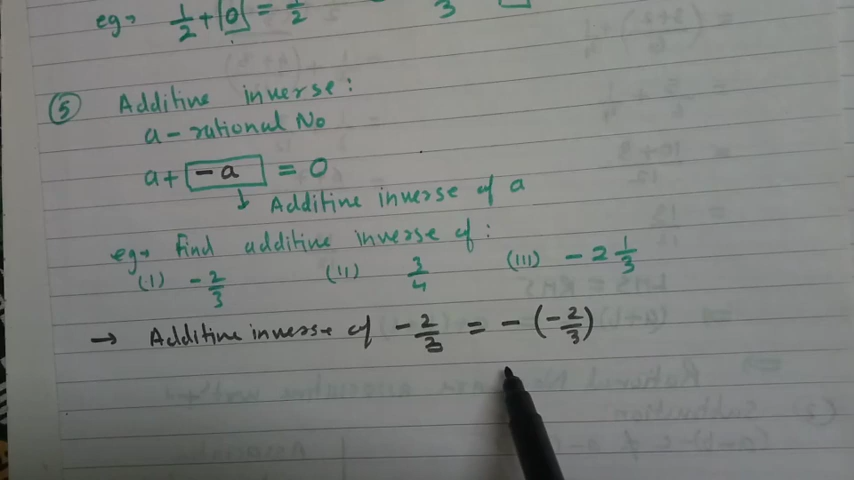 eg→ 1/2 + 0 = 1/2
3
⑤ Additive inverse:
a - rational No
a + -a = 0
↓ Additive inverse of a
eg→ Find additive inverse of:
(I) -2/3 (II) 3/4 (III) -2 1/3
→ Additive inverse of -2/3 = -(-2/3)